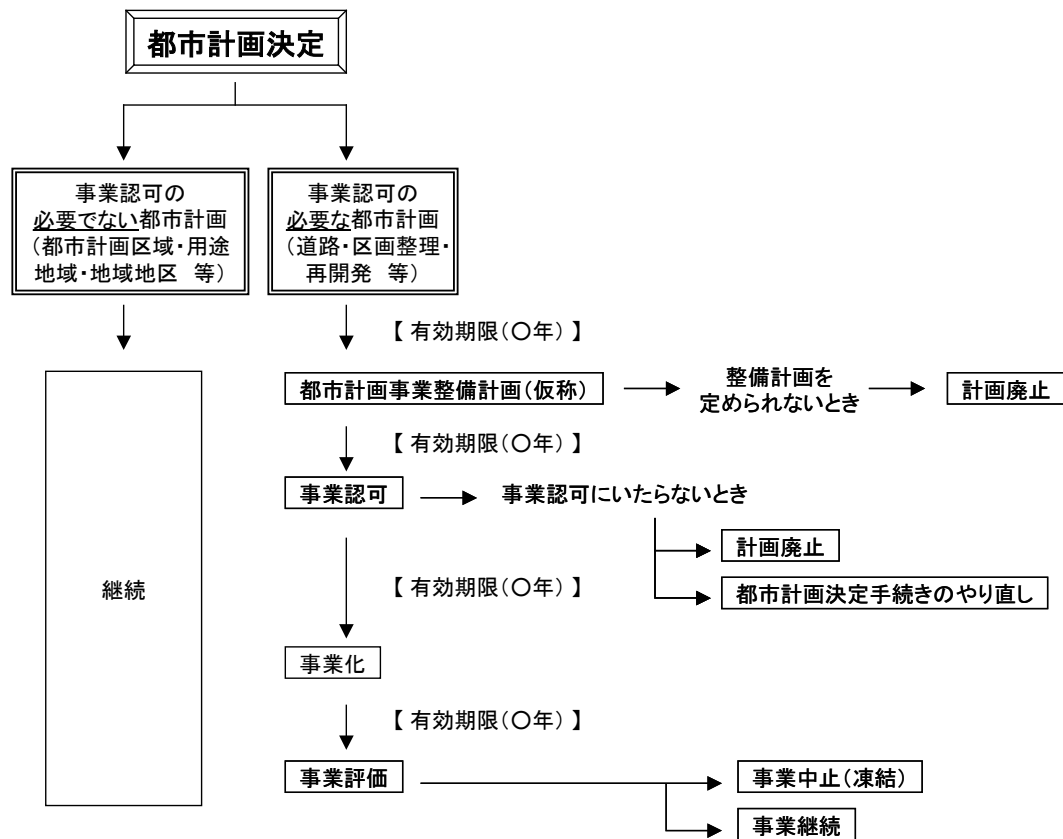 都市計画決定
事業認可の
必要でない都市計画
(都市計画区域・用途
地域・地域地区　等)
事業認可の
必要な都市計画
(道路・区画整理・
再開発　等)
【 有効期限(〇年) 】
都市計画事業整備計画(仮称)
整備計画を
定められないとき
計画廃止
【 有効期限(〇年) 】
事業認可
事業認可にいたらないとき
計画廃止
都市計画決定手続きのやり直し
継続
【 有効期限(〇年) 】
事業化
【 有効期限(〇年) 】
事業評価
事業中止(凍結)
事業継続